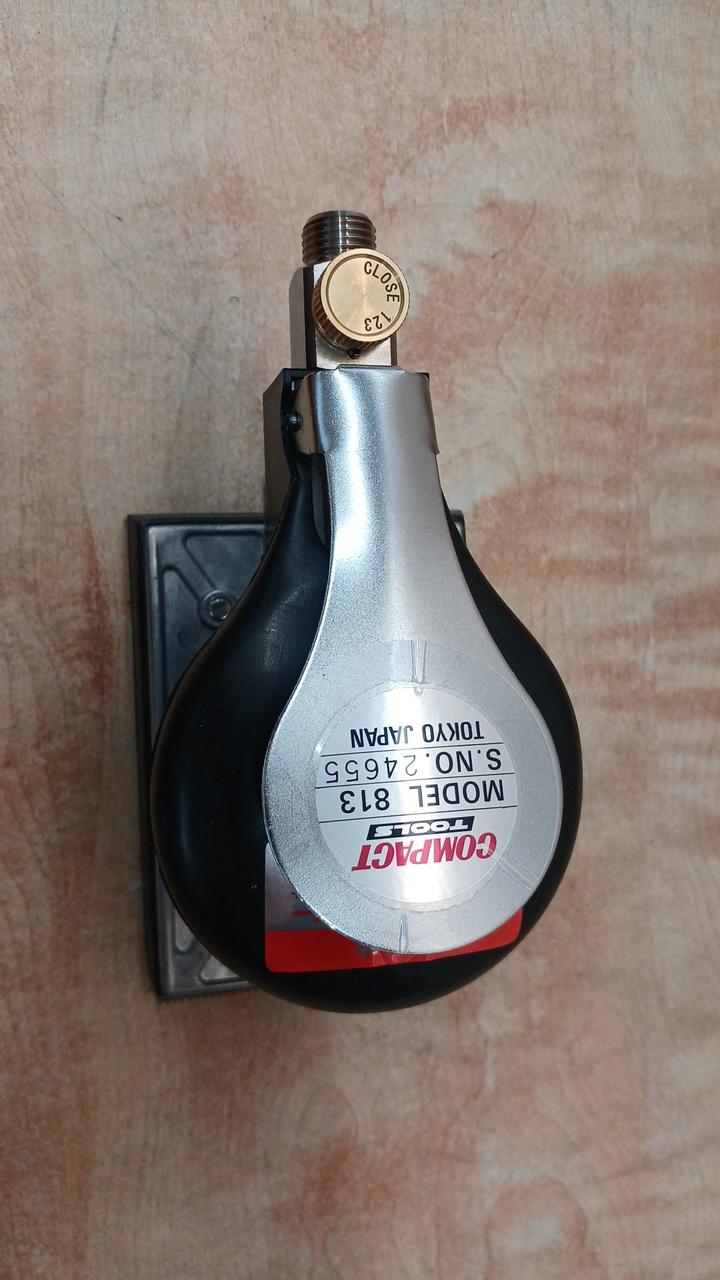 CLOSE
123
COMPACT
TOOLS
MODEL 813
S.NO. 24655
TOKYO JAPAN